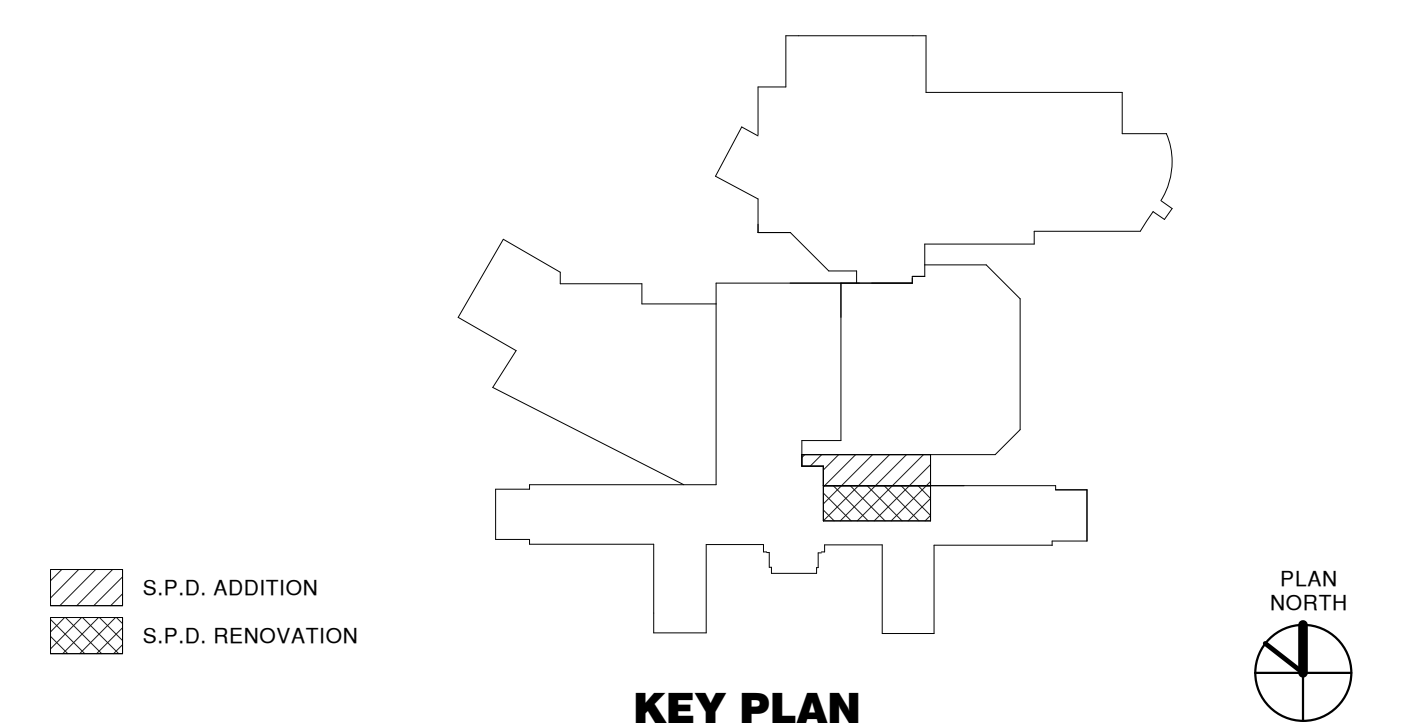 S.P.D. ADDITION
S.P.D. RENOVATION
PLAN
NORTH
KEY PLAN